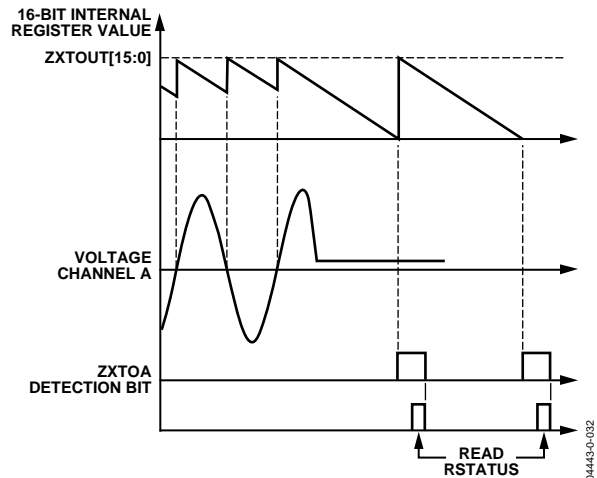 16-BIT INTERNAL
REGISTER VALUE
ZXTOUT[15:0]
VOLTAGE
CHANNEL A
ZXTOA
DETECTION BIT
READ
RSTATUS
04443-0-032